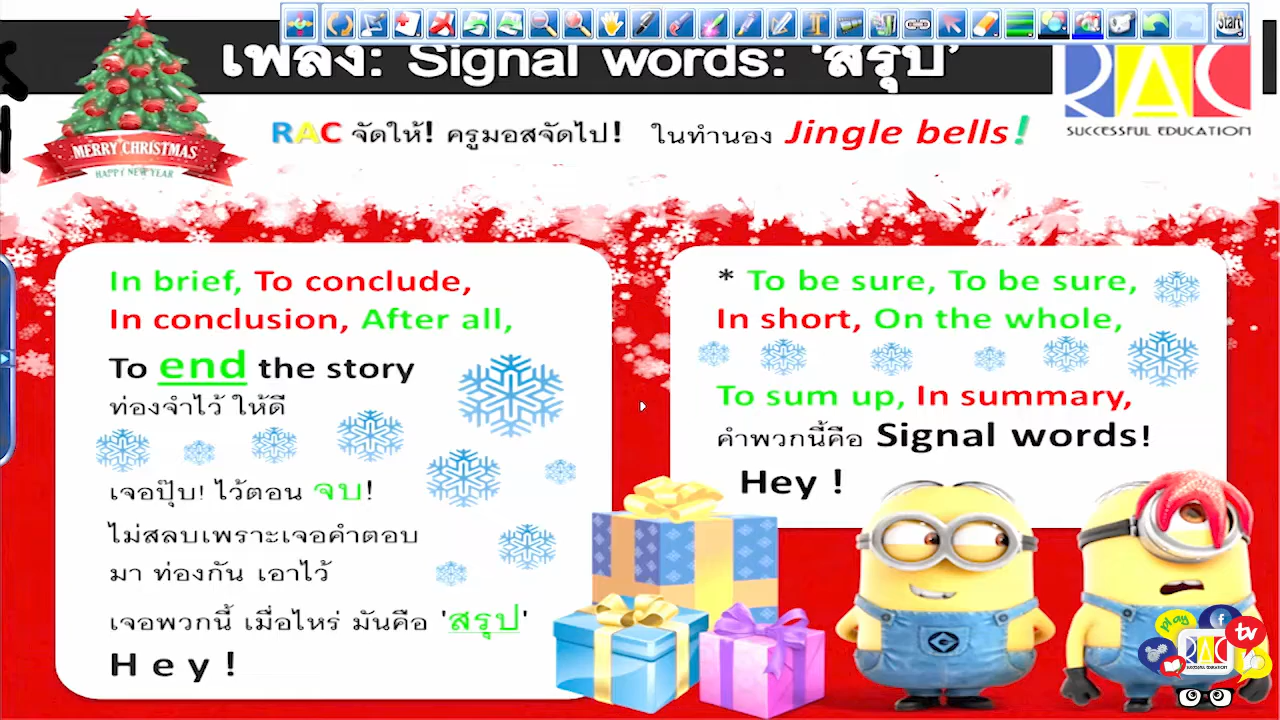 Start
เพลง: Signal words: 'สรุป'
MERRY CHRISTMAS
HAPPY NEW YEAR
RAC จัดให้! ครูมอสจัดไป! ในทำนอง Jingle bells!
RAC
SUCCESSFUL EDUCATION
In brief, To conclude,
In conclusion, After all,
To end the story
ท่องจำไว้ ให้ดี
เจอปุ๊บ! ไว้ตอน จบ!
ไม่สลบเพราะเจอคำตอบ
มา ท่องกัน เอาไว้
เจอพวกนี้ เมื่อไหร่ มันคือ 'สรุป'
Hey!
* To be sure, To be sure,
In short, On the whole,
To sum up, In summary,
คำพวกนี้คือ Signal words!
Hey !
play
f
tv
RAC
SUCCESSFUL EDUCATION